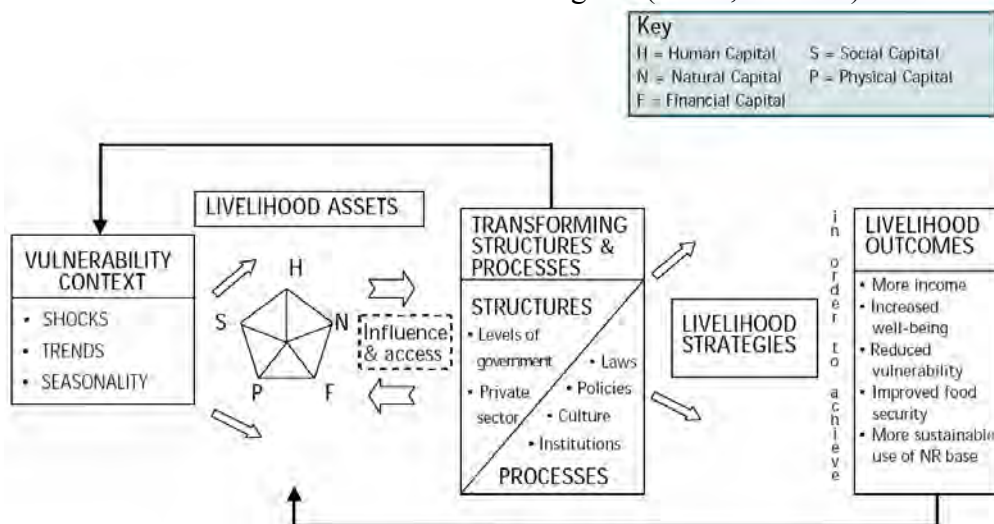 Key
H = Human Capital S = Social Capital
N = Natural Capital P = Physical Capital
F = Financial Capital
LIVELIHOOD ASSETS
VULNERABILITY
CONTEXT
• SHOCKS
• TRENDS
• SEASONALITY
H
S
N
P
F
Influence
& access
TRANSFORMING
STRUCTURES &
PROCESSES
STRUCTURES
• Levels of
government
• Private
sector
• Laws
• Policies
• Culture
• Institutions
PROCESSES
LIVELIHOOD
STRATEGIES
in order to achieve
LIVELIHOOD
OUTCOMES
• More income
• Increased
well-being
• Reduced
vulnerability
• Improved food
security
• More sustainable
use of NR base